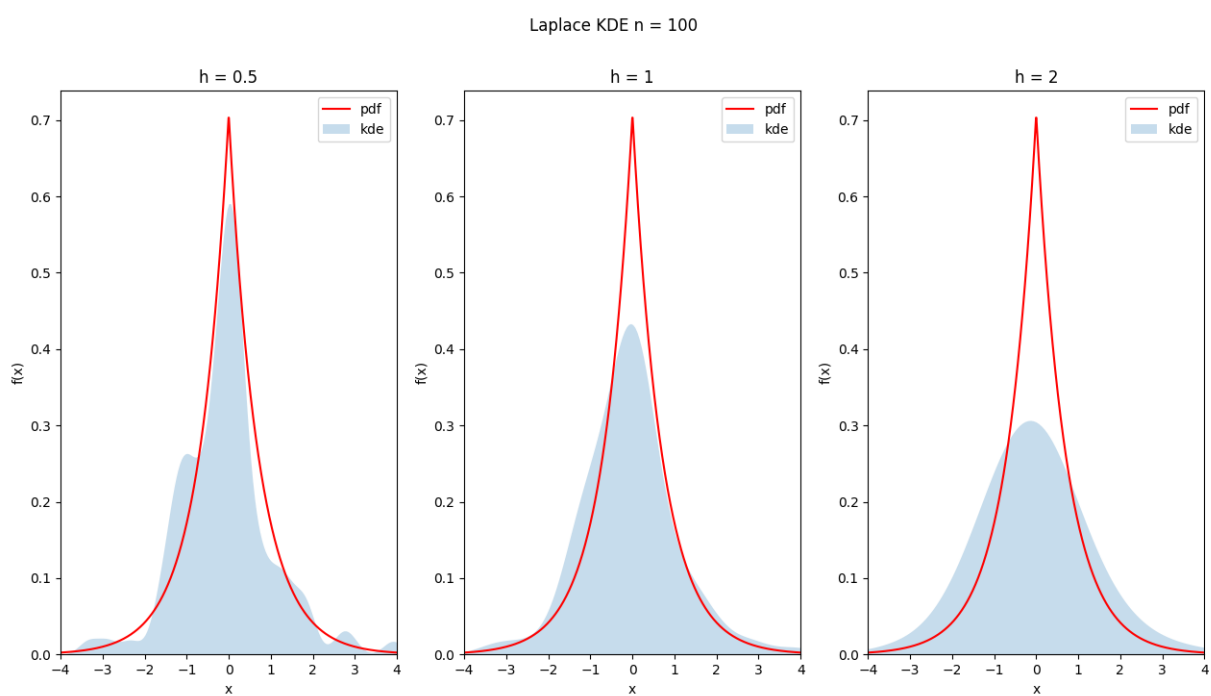 Laplace KDE n = 100
h = 0.5
pdf
kde
0.7
0.6
0.5
0.4
0.3
0.2
0.1
0.0
f(x)
−4 −3 −2 −1 0 1 2 3 4
x
h = 1
pdf
kde
0.7
0.6
0.5
0.4
0.3
0.2
0.1
0.0
f(x)
−4 −3 −2 −1 0 1 2 3 4
x
h = 2
pdf
kde
0.7
0.6
0.5
0.4
0.3
0.2
0.1
0.0
f(x)
−4 −3 −2 −1 0 1 2 3 4
x